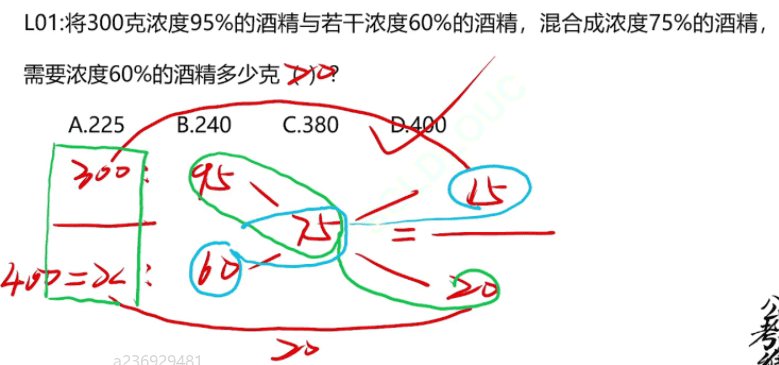 L01:将300克浓度95%的酒精与若干浓度60%的酒精，混合成浓度75%的酒精，
需要浓度60%的酒精多少克（ ）?
A.225 B.240 C.380 D.400
300: 95 15
75 =
400=x: 60 20
20
a236929481
公考